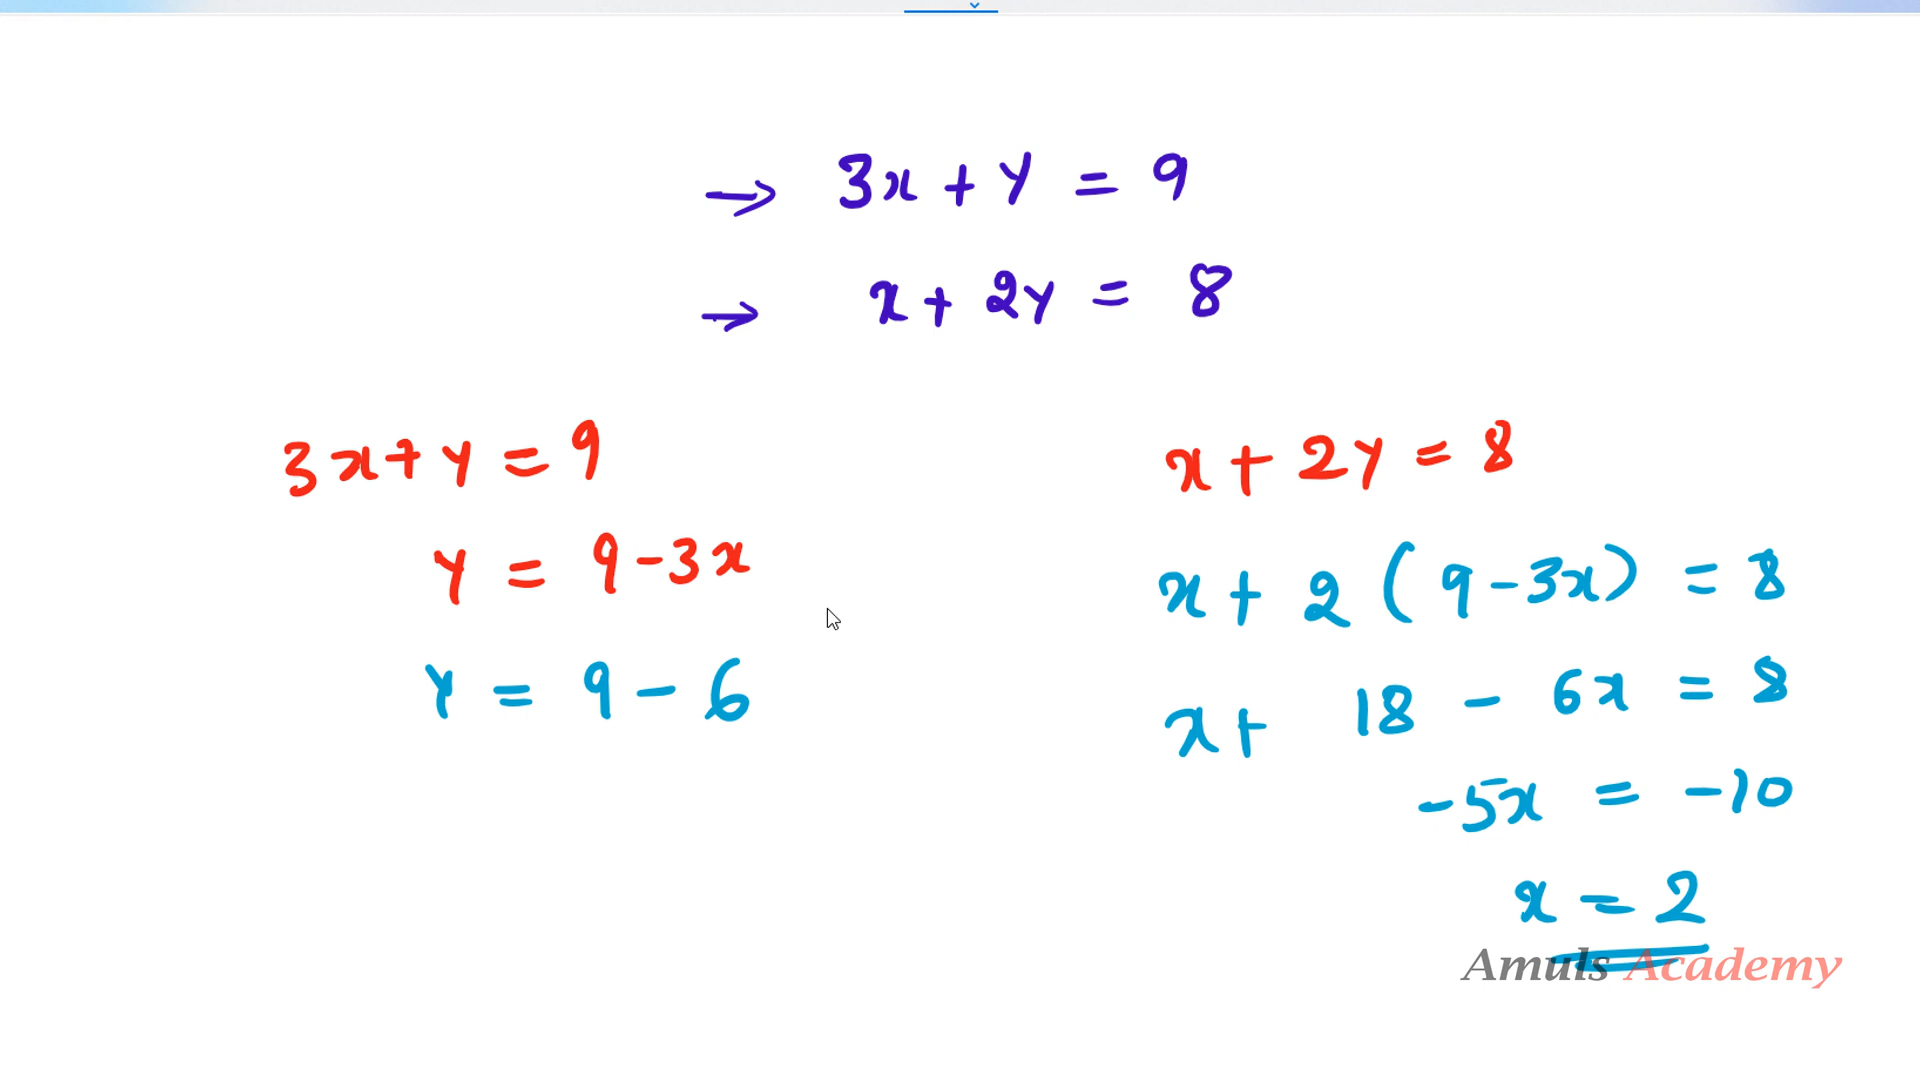 → 3x + y = 9
→ x + 2y = 8
3x + y = 9
y = 9 - 3x
y = 9 - 6
x + 2y = 8
x + 2 ( 9 - 3x ) = 8
x + 18 - 6x = 8
-5x = -10
x = 2
Amuls Academy